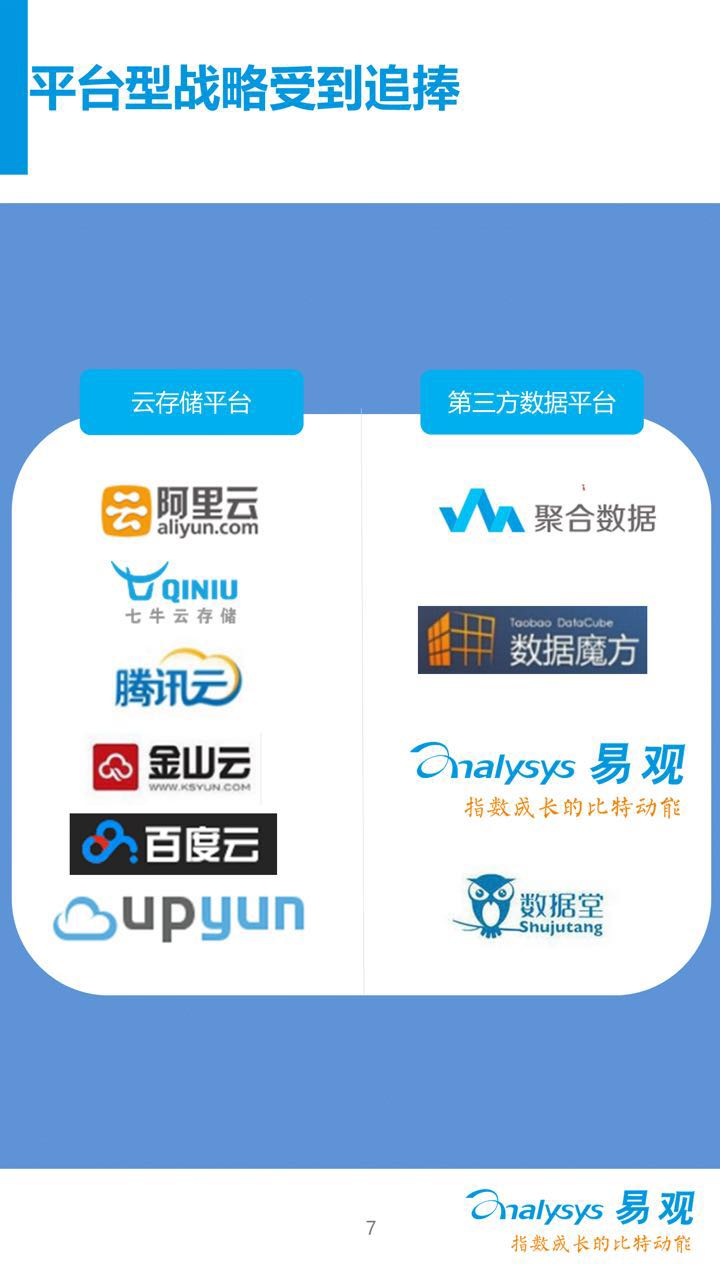 平台型战略受到追捧
云存储平台
阿里云
aliyun.com
QINIU
七牛云存储
腾讯云
金山云
WWW.KSYUN.COM
百度云
upyun
第三方数据平台
聚合数据
Taobao DataCube
数据魔方
analysys 易观
指数成长的比特动能
数据堂
Shujutang
7
analysys 易观
指数成长的比特动能